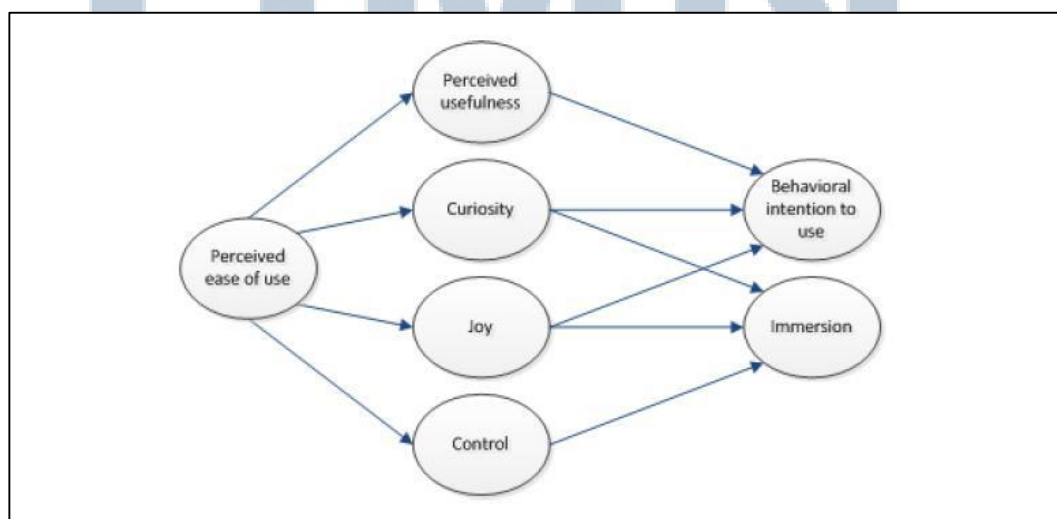 Perceived
usefulness
Curiosity
Behavioral
intention to
use
Perceived
ease of use
Joy
Immersion
Control